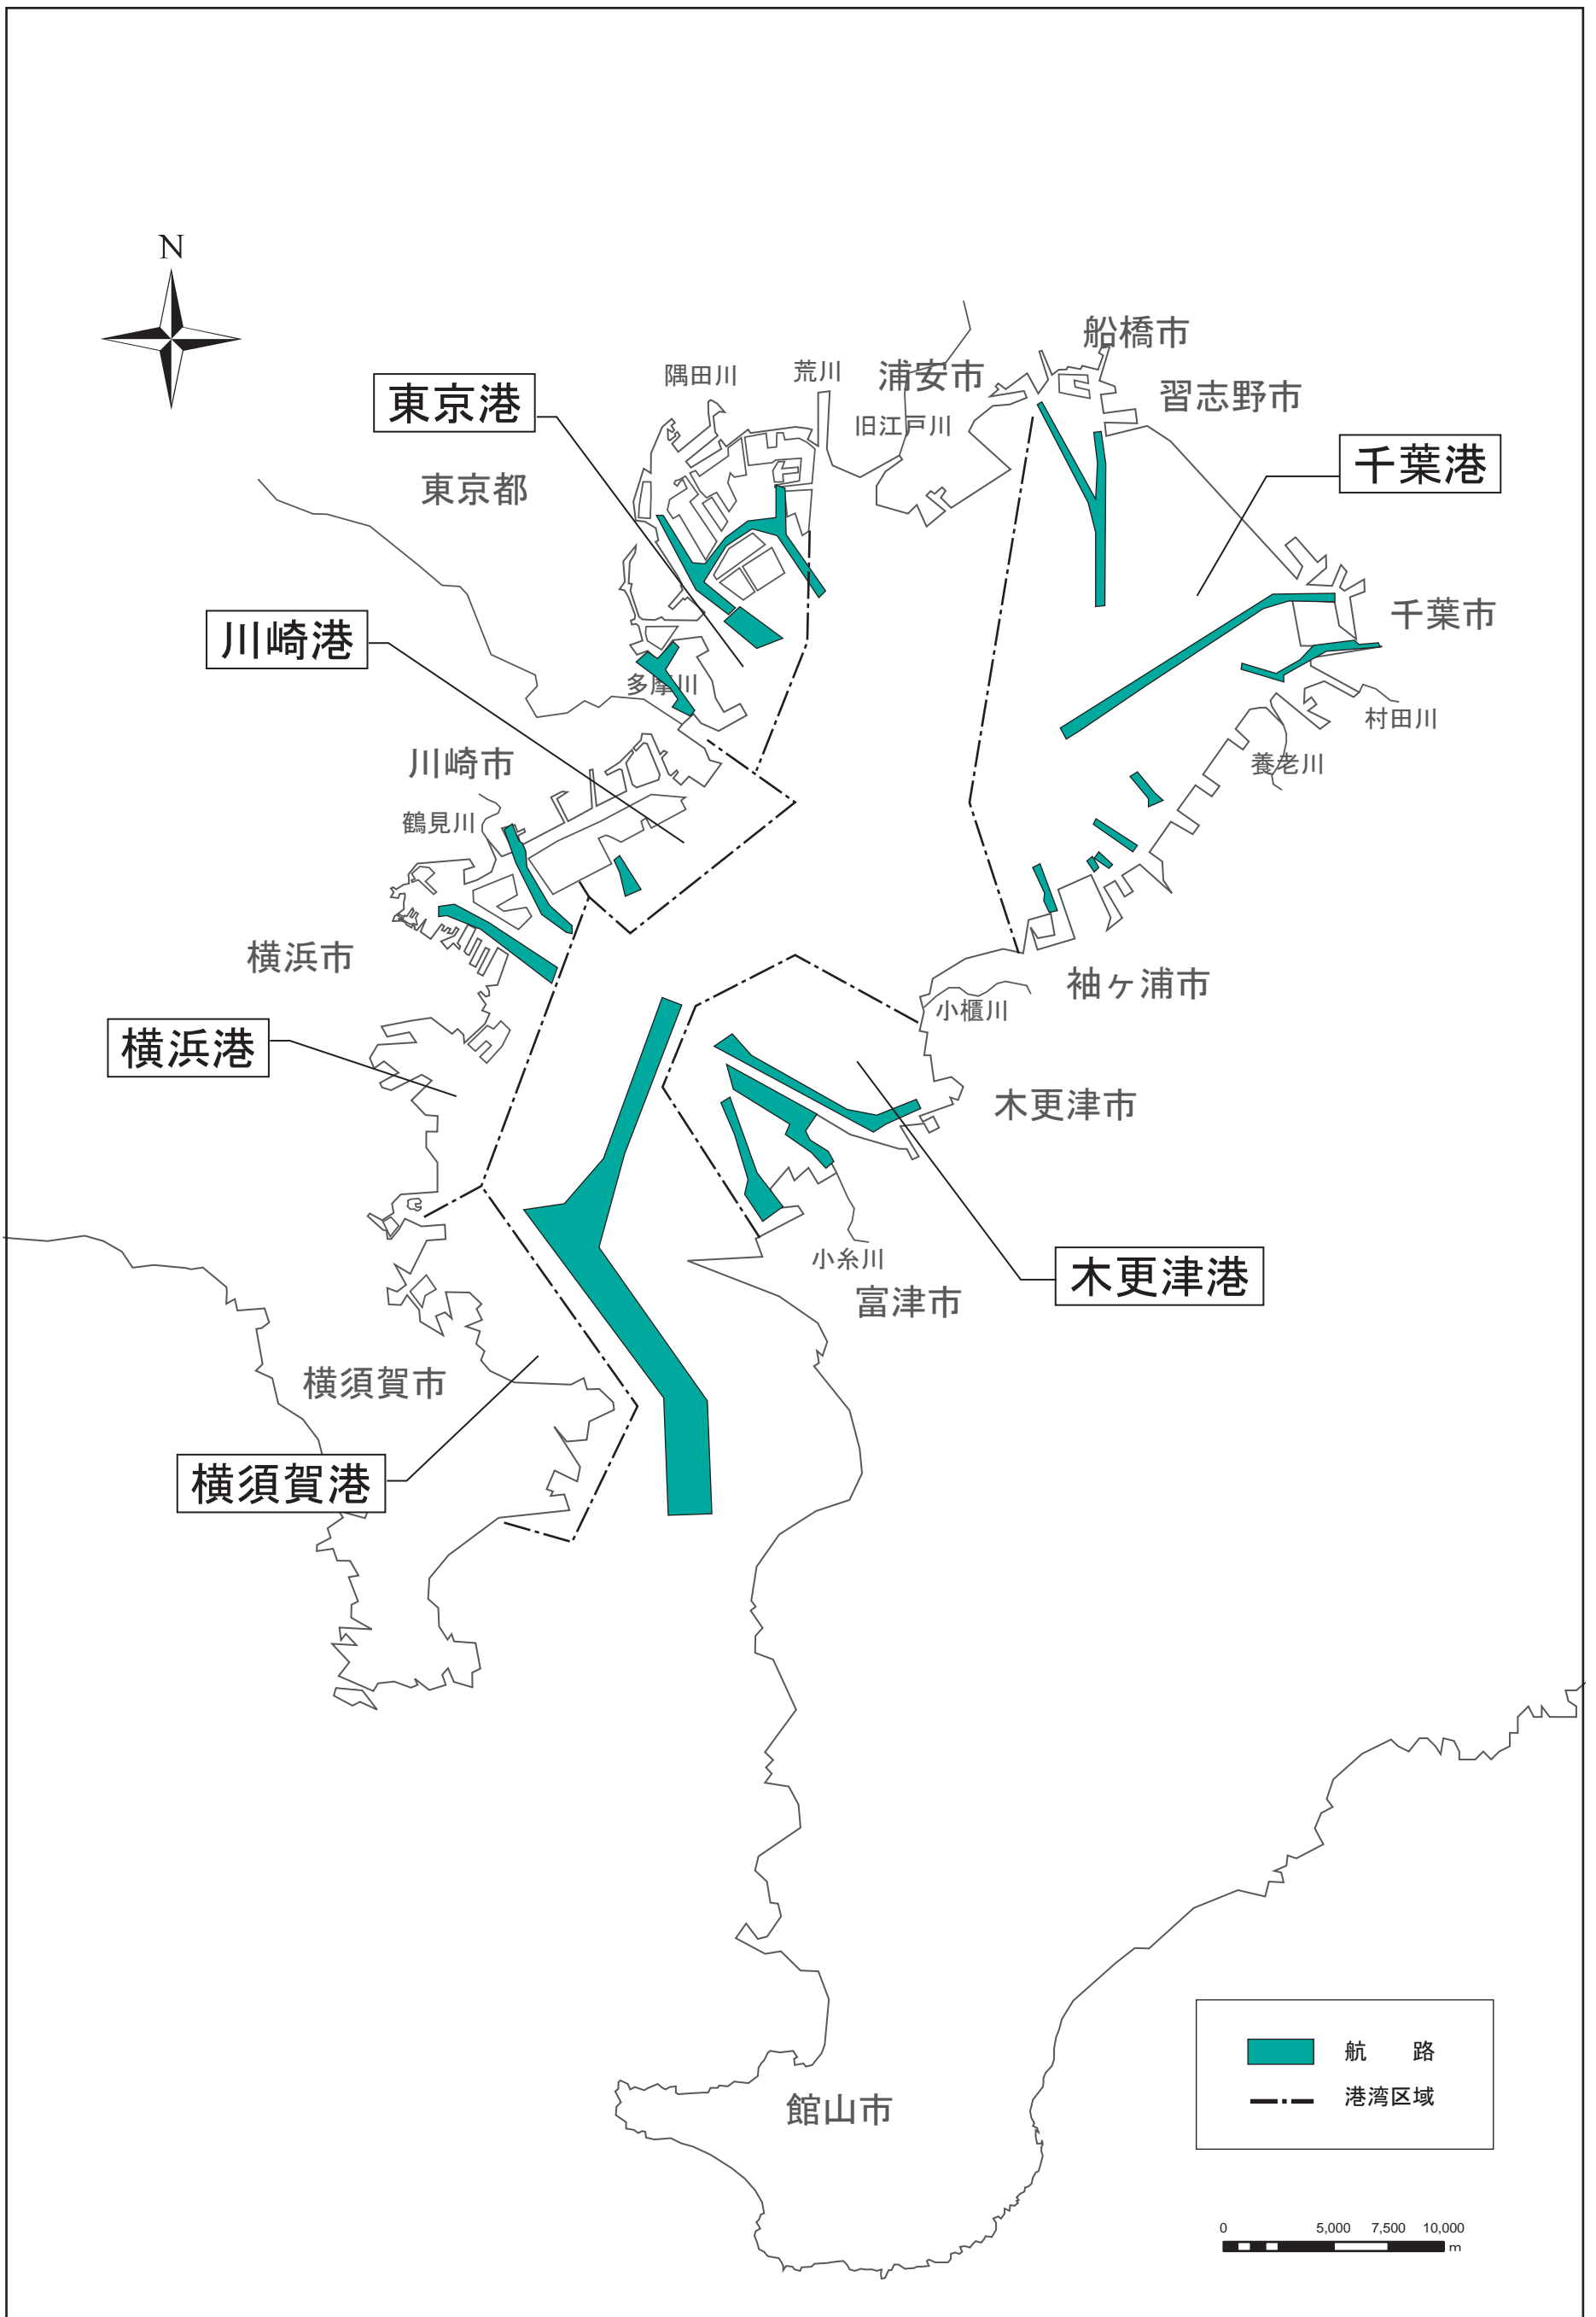 N
船橋市
隅田川
荒川
浦安市
東京港
習志野市
旧江戸川
千葉港
東京都
千葉市
川崎港
多摩川
村田川
川崎市
養老川
鶴見川
横浜市
袖ヶ浦市
小櫃川
横浜港
木更津市
小糸川
木更津港
富津市
横須賀市
横須賀港
航　路
館山市
港湾区域
0 5,000 7,500 10,000
m